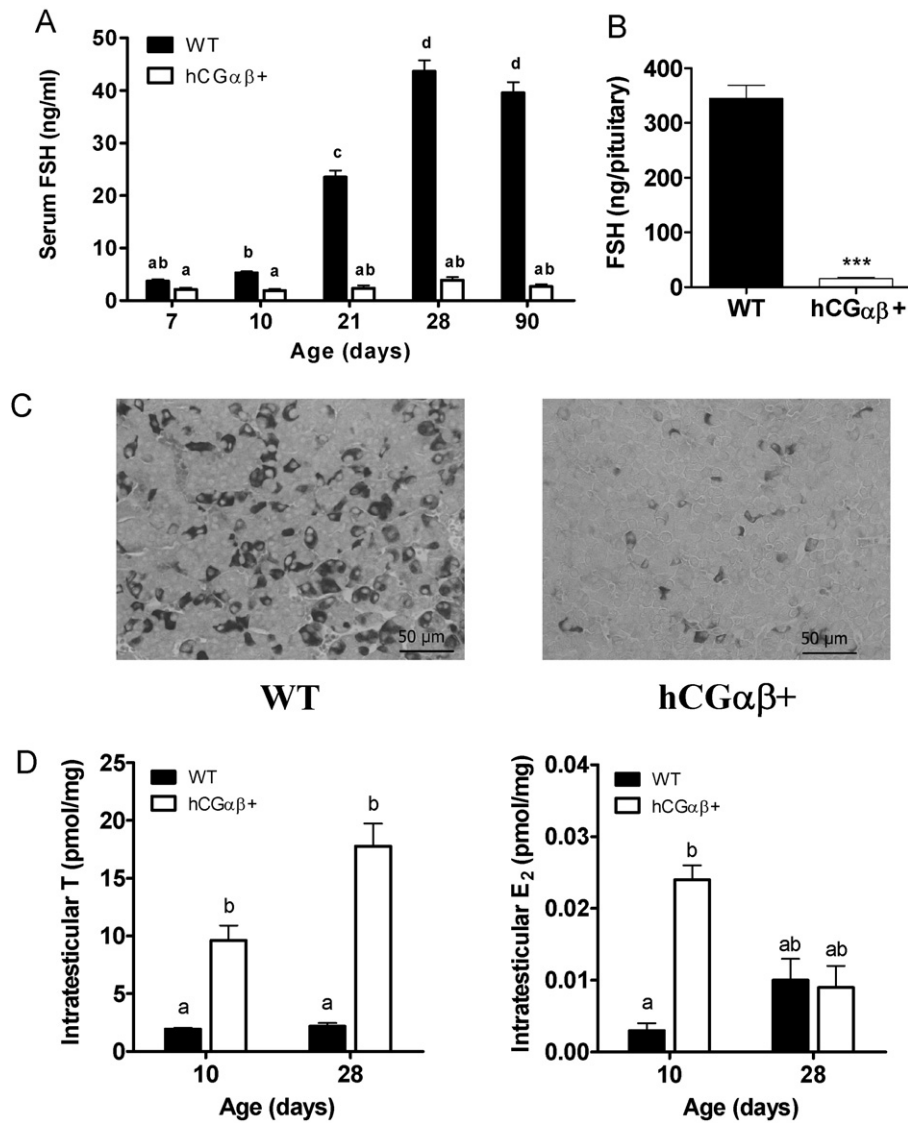 A
WT
hCGαβ+
Serum FSH (ng/ml)
50
40
30
20
10
0
ab
a
b
a
c
ab
d
ab
d
ab
7 10 21 28 90
Age (days)
B
FSH (ng/pituitary)
400
300
200
100
0
***
WT hCGαβ+
C
50 µm
50 µm
WT
hCGαβ+
D
WT
hCGαβ+
Intratesticular T (pmol/mg)
25
20
15
10
5
0
a
b
a
b
10 28
Age (days)
WT
hCGαβ+
Intratesticular E₂ (pmol/mg)
0.04
0.03
0.02
0.01
0.00
a
b
ab
ab
10 28
Age (days)